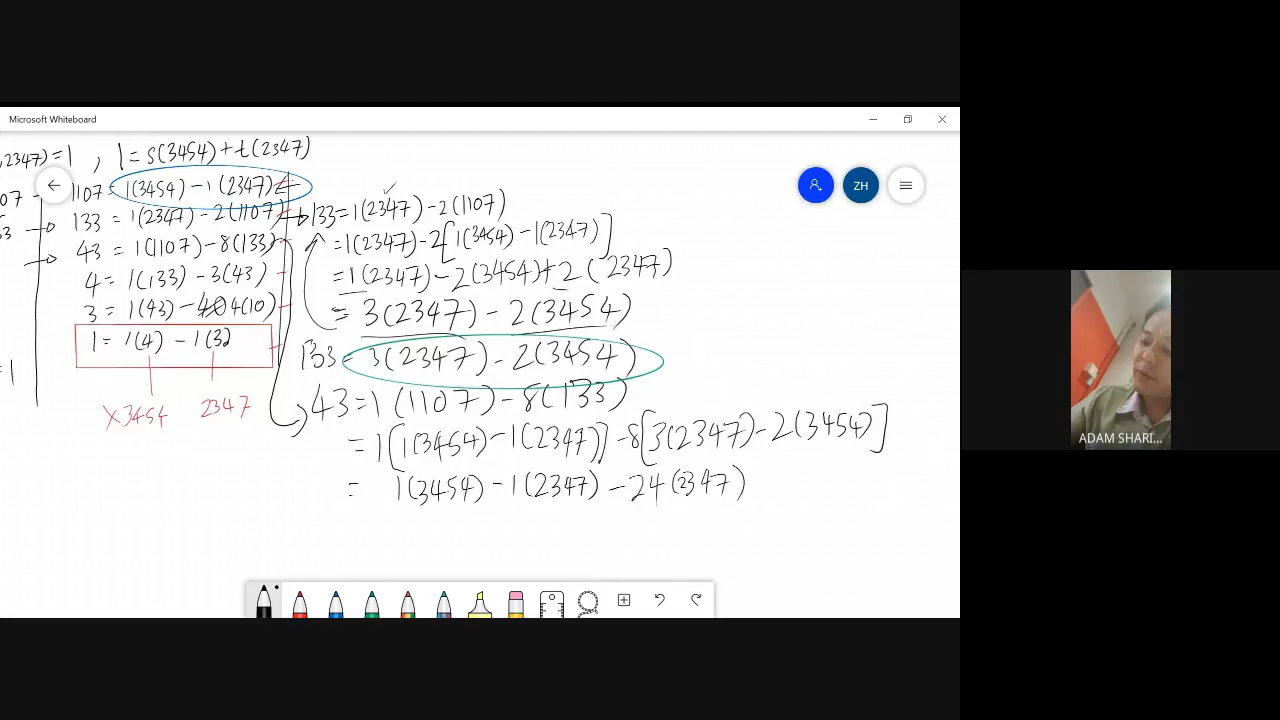 Microsoft Whiteboard
,2347)=1 , 1=s(3454)+t(2347)
1107 = 1(3454) -1(2347)
133 = 1(2347) -2(1107)
43 = 1(1107) -8(133)
4 = 1(133) -3(43)
3 = 1(43) - 4(10)
1 = 1(4) - 1(3)
X3454 2347
ZH
133=1(2347)-2(1107)
=1(2347)-2[1(3454)-1(2347)]
=1(2347)-2(3454)+2(2347)
= 3(2347) -2(3454)
133= 3(2347)-2(3454)
43=1(1107)-8(133)
=1[1(3454)-1(2347)]-8[3(2347)-2(3454)]
= 1(3454)-1(2347)-24(2347)
ADAM SHARI...